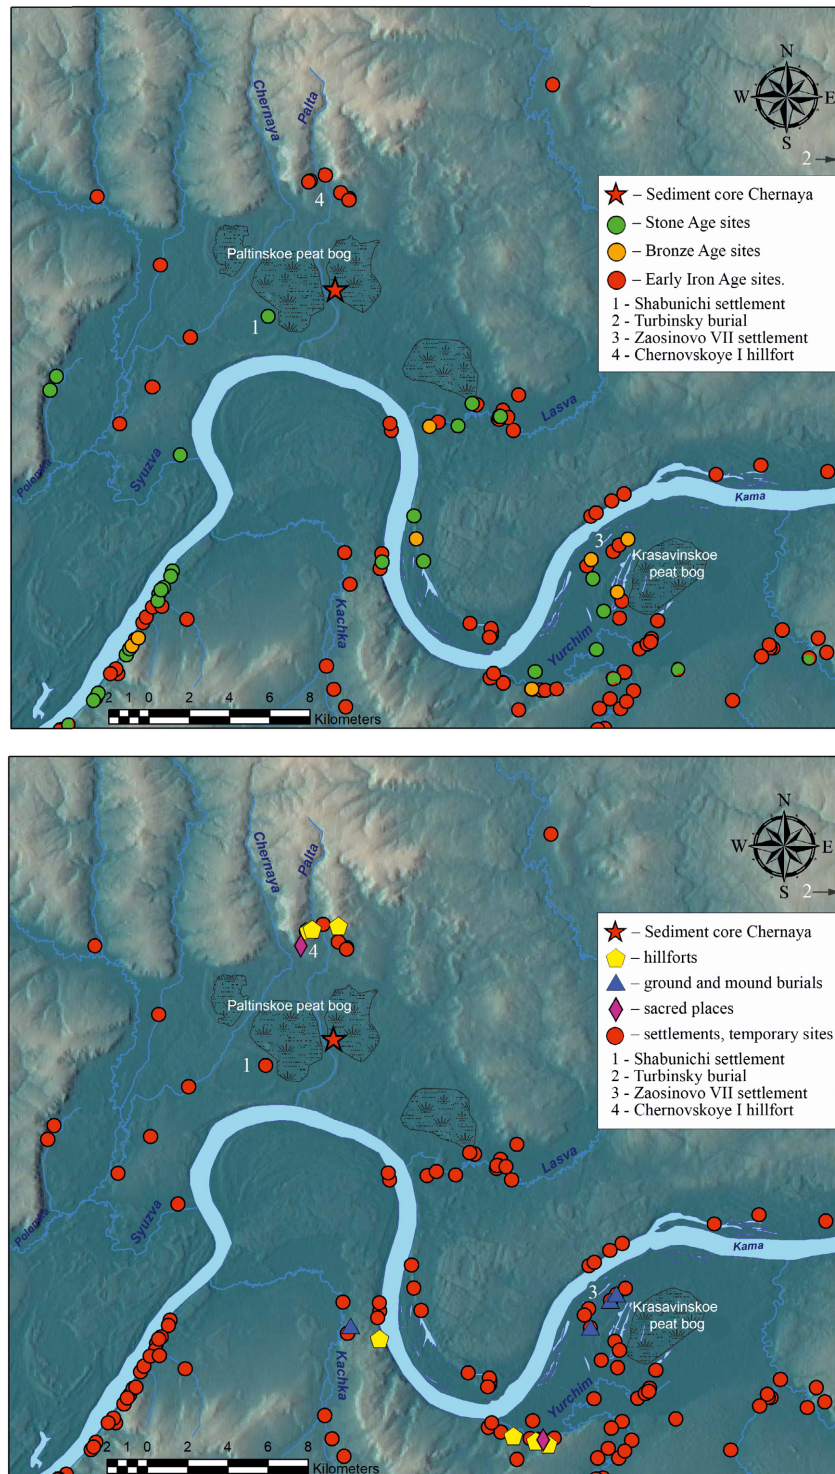 N
W E
S
2
Chernaya
Palta
4
– Sediment core Chernaya
– Stone Age sites
– Bronze Age sites
– Early Iron Age sites.
1 - Shabunichi settlement
2 - Turbinsky burial
3 - Zaosinovo VII settlement
4 - Chernovskoye I hillfort
Paltinskoe peat bog
1
Lasva
Polomka
Syuzva
Kama
3
Krasavinskoe
peat bog
Kachka
Yurchim
2 1 0 2 4 6 8
Kilometers
N
W E
S
2
Chernaya
Palta
4
– Sediment core Chernaya
– hillforts
– ground and mound burials
– sacred places
– settlements, temporary sites
1 - Shabunichi settlement
2 - Turbinsky burial
3 - Zaosinovo VII settlement
4 - Chernovskoye I hillfort
Paltinskoe peat bog
1
Lasva
Syuzva
Kama
3
Krasavinskoe
peat bog
Kachka
Yurchim
2 1 0 2 4 6 8
Kilometers